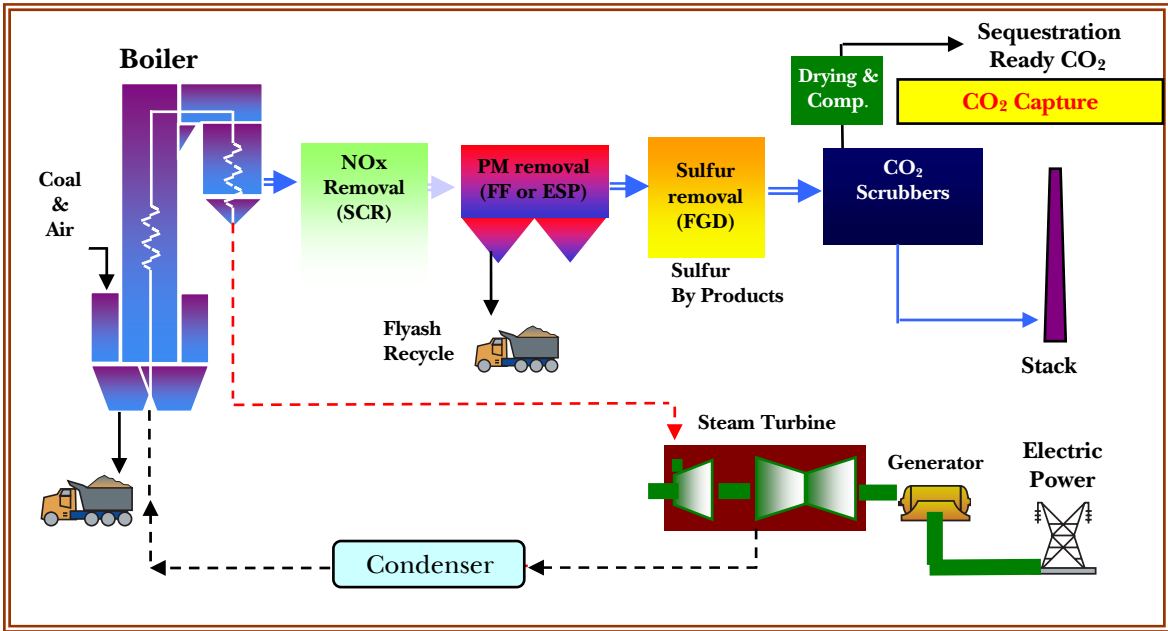 Boiler
Coal
&
Air
NOx
Removal
(SCR)
PM removal
(FF or ESP)
Flyash
Recycle
Sulfur
removal
(FGD)
Sulfur
By Products
Drying &
Comp.
Sequestration
Ready CO₂
CO₂ Capture
CO₂
Scrubbers
Stack
Steam Turbine
Generator
Electric
Power
Condenser